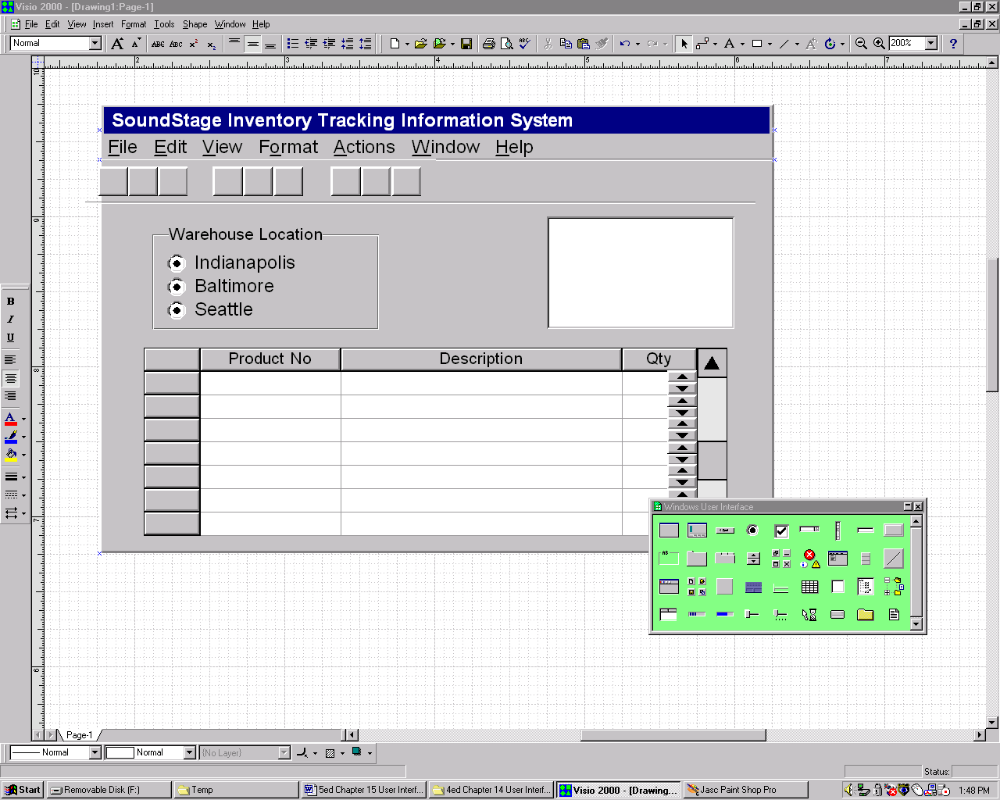 Visio 2000 - [Drawing1:Page-1]
File Edit View Insert Format Tools Shape Window Help
Normal
200%
2 3 4 5 6 7
SoundStage Inventory Tracking Information System
File Edit View Format Actions Window Help
Warehouse Location
Indianapolis
Baltimore
Seattle
Product No Description Qty
Windows User Interface
Page-1
Normal Normal {No Layer}
Status:
Start Removable Disk (F:) Temp 5ed Chapter 15 User Interf... 4ed Chapter 14 User Interf... Visio 2000 - [Drawing... Jasc Paint Shop Pro 1:48 PM